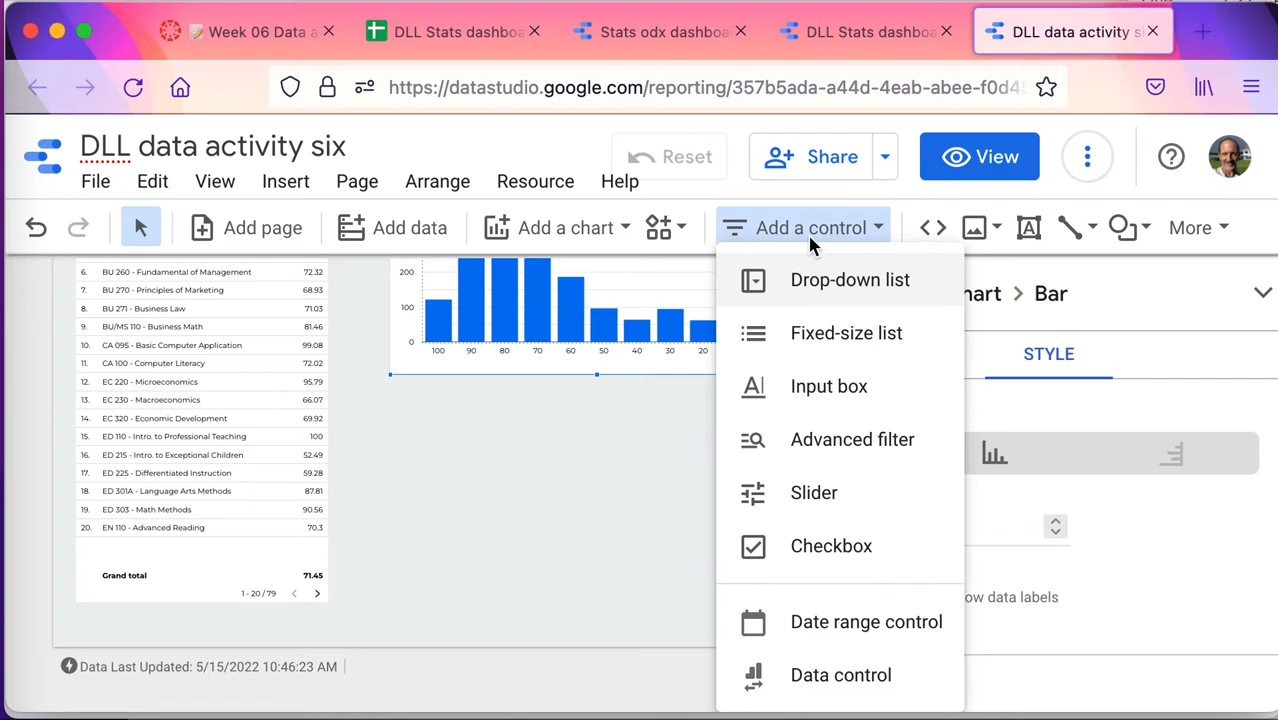 Week 06 Data a
DLL Stats dashbo
Stats odx dashboa
DLL Stats dashboa
DLL data activity si
https://datastudio.google.com/reporting/357b5ada-a44d-4eab-abee-f0d45
DLL data activity six
Reset
Share
View
File Edit View Insert Page Arrange Resource Help
Add page
Add data
Add a chart
Add a control
More
6. BU 260 - Fundamental of Management 72.32
7. BU 270 - Principles of Marketing 68.93
8. BU 271 - Business Law 71.03
9. BU/MS 110 - Business Math 81.46
10. CA 095 - Basic Computer Application 99.08
11. CA 100 - Computer Literacy 72.02
12. EC 220 - Microeconomics 95.79
13. EC 230 - Macroeconomics 66.07
14. EC 320 - Economic Development 69.92
15. ED 110 - Intro. to Professional Teaching 100
16. ED 215 - Intro. to Exceptional Children 52.49
17. ED 225 - Differentiated Instruction 59.28
18. ED 301A - Language Arts Methods 87.81
19. ED 303 - Math Methods 90.56
20. EN 110 - Advanced Reading 70.3
Grand total 71.45
1 - 20 / 79
200
100
0
100 90 80 70 60 50 40 30 20
Drop-down list
Fixed-size list
Input box
Advanced filter
Slider
Checkbox
Date range control
Data control
hart > Bar
STYLE
ow data labels
Data Last Updated: 5/15/2022 10:46:23 AM